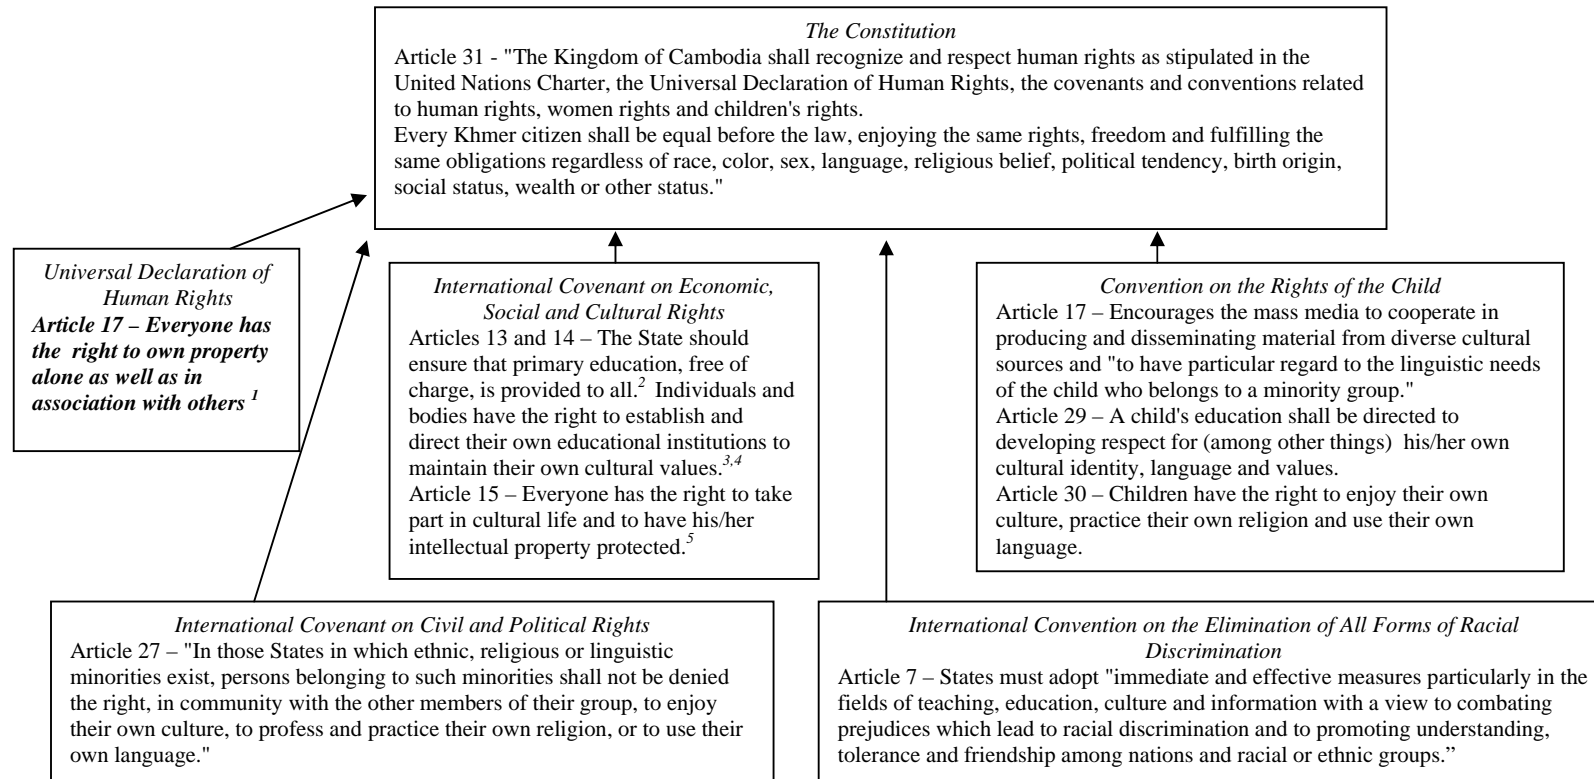 The Constitution
Article 31 - "The Kingdom of Cambodia shall recognize and respect human rights as stipulated in the
United Nations Charter, the Universal Declaration of Human Rights, the covenants and conventions related
to human rights, women rights and children's rights.
Every Khmer citizen shall be equal before the law, enjoying the same rights, freedom and fulfilling the
same obligations regardless of race, color, sex, language, religious belief, political tendency, birth origin,
social status, wealth or other status."
Universal Declaration of
Human Rights
Article 17 – Everyone has
the right to own property
alone as well as in
association with others 1
International Covenant on Economic,
Social and Cultural Rights
Articles 13 and 14 – The State should
ensure that primary education, free of
charge, is provided to all.2 Individuals and
bodies have the right to establish and
direct their own educational institutions to
maintain their own cultural values.3,4
Article 15 – Everyone has the right to take
part in cultural life and to have his/her
intellectual property protected.5
Convention on the Rights of the Child
Article 17 – Encourages the mass media to cooperate in
producing and disseminating material from diverse cultural
sources and "to have particular regard to the linguistic needs
of the child who belongs to a minority group."
Article 29 – A child's education shall be directed to
developing respect for (among other things) his/her own
cultural identity, language and values.
Article 30 – Children have the right to enjoy their own
culture, practice their own religion and use their own
language.
International Covenant on Civil and Political Rights
Article 27 – "In those States in which ethnic, religious or linguistic
minorities exist, persons belonging to such minorities shall not be denied
the right, in community with the other members of their group, to enjoy
their own culture, to profess and practice their own religion, or to use their
own language."
International Convention on the Elimination of All Forms of Racial
Discrimination
Article 7 – States must adopt "immediate and effective measures particularly in the
fields of teaching, education, culture and information with a view to combating
prejudices which lead to racial discrimination and to promoting understanding,
tolerance and friendship among nations and racial or ethnic groups.”